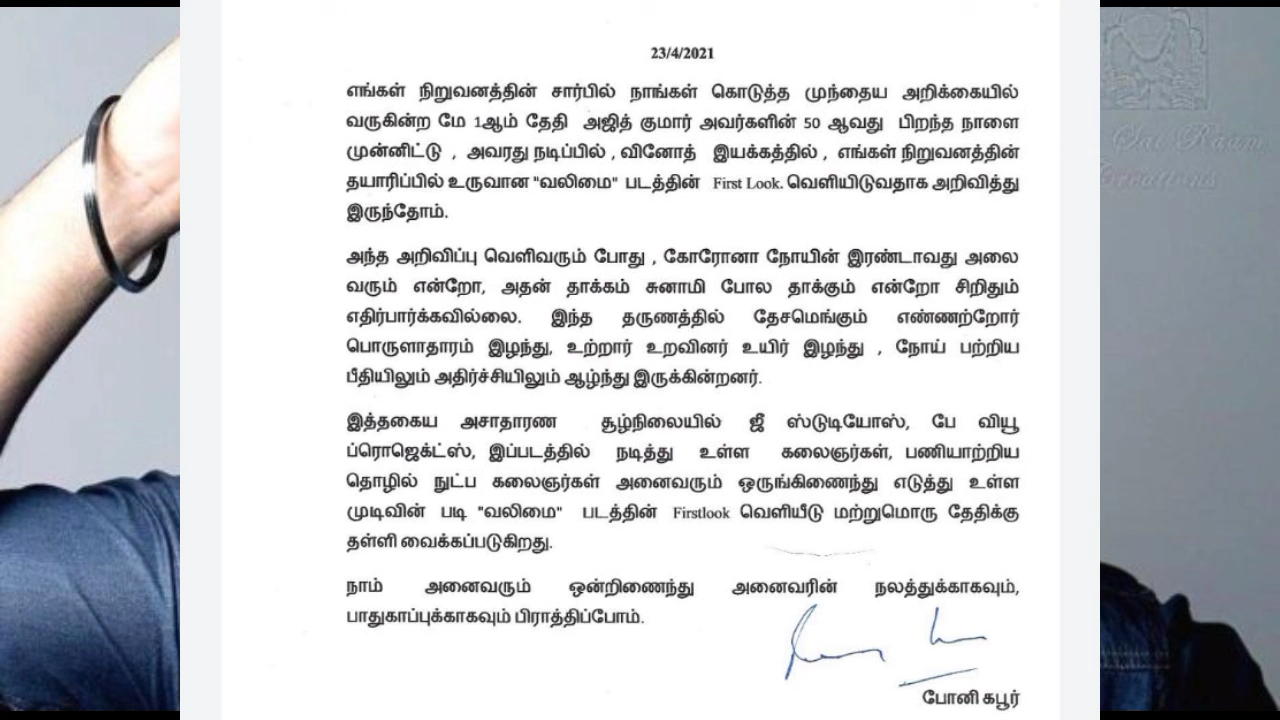 23/4/2021
எங்கள் நிறுவனத்தின் சார்பில் நாங்கள் கொடுத்த முந்தைய அறிக்கையில்
வருகின்ற மே 1ஆம் தேதி அஜித் குமார் அவர்களின் 50 ஆவது பிறந்த நாளை
முன்னிட்டு , அவரது நடிப்பில் , வினோத் இயக்கத்தில் , எங்கள் நிறுவனத்தின்
தயாரிப்பில் உருவான "வலிமை" படத்தின் First Look. வெளியிடுவதாக அறிவித்து
இருந்தோம்.
அந்த அறிவிப்பு வெளிவரும் போது , கோரோனா நோயின் இரண்டாவது அலை
வரும் என்றோ, அதன் தாக்கம் சுனாமி போல தாக்கும் என்றோ சிறிதும்
எதிர்பார்க்கவில்லை. இந்த தருணத்தில் தேசமெங்கும் எண்ணற்றோர்
பொருளாதாரம் இழந்து, உற்றார் உறவினர் உயிர் இழந்து , நோய் பற்றிய
பீதியிலும் அதிர்ச்சியிலும் ஆழ்ந்து இருக்கின்றனர்.
இத்தகைய அசாதாரண சூழ்நிலையில் ஜீ ஸ்டுடியோஸ், பே வியூ
ப்ரொஜெக்ட்ஸ், இப்படத்தில் நடித்து உள்ள கலைஞர்கள், பணியாற்றிய
தொழில் நுட்ப கலைஞர்கள் அனைவரும் ஒருங்கிணைந்து எடுத்து உள்ள
முடிவின் படி "வலிமை" படத்தின் Firstlook வெளியீடு மற்றுமொரு தேதிக்கு
தள்ளி வைக்கப்படுகிறது.
நாம் அனைவரும் ஒன்றிணைந்து அனைவரின் நலத்துக்காகவும்,
பாதுகாப்புக்காகவும் பிராத்திப்போம்.
போனி கபூர்
Sai Raam
Creations